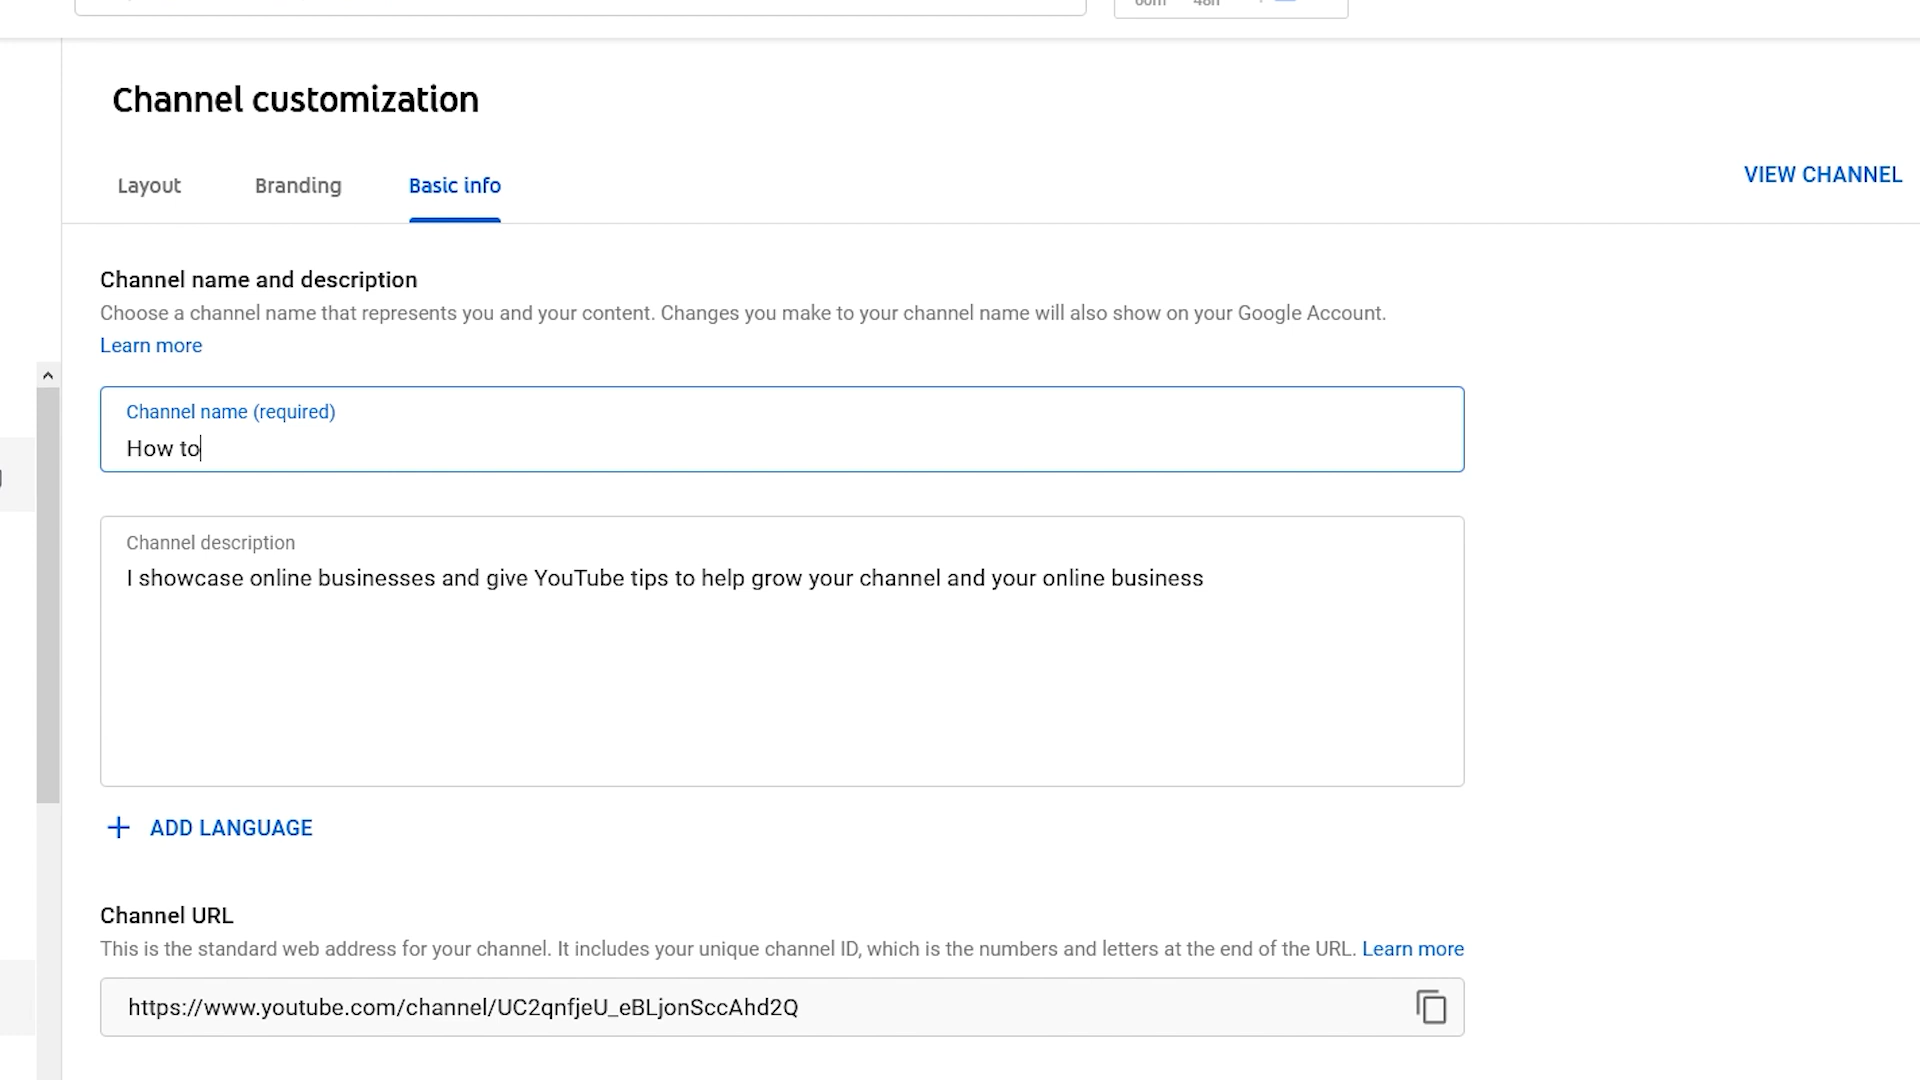 60m 48h
Channel customization
Layout Branding Basic info
VIEW CHANNEL
Channel name and description
Choose a channel name that represents you and your content. Changes you make to your channel name will also show on your Google Account.
Learn more
Channel name (required)
How to
Channel description
I showcase online businesses and give YouTube tips to help grow your channel and your online business
ADD LANGUAGE
Channel URL
This is the standard web address for your channel. It includes your unique channel ID, which is the numbers and letters at the end of the URL. Learn more
https://www.youtube.com/channel/UC2qnfjeU_eBLjonSccAhd2Q